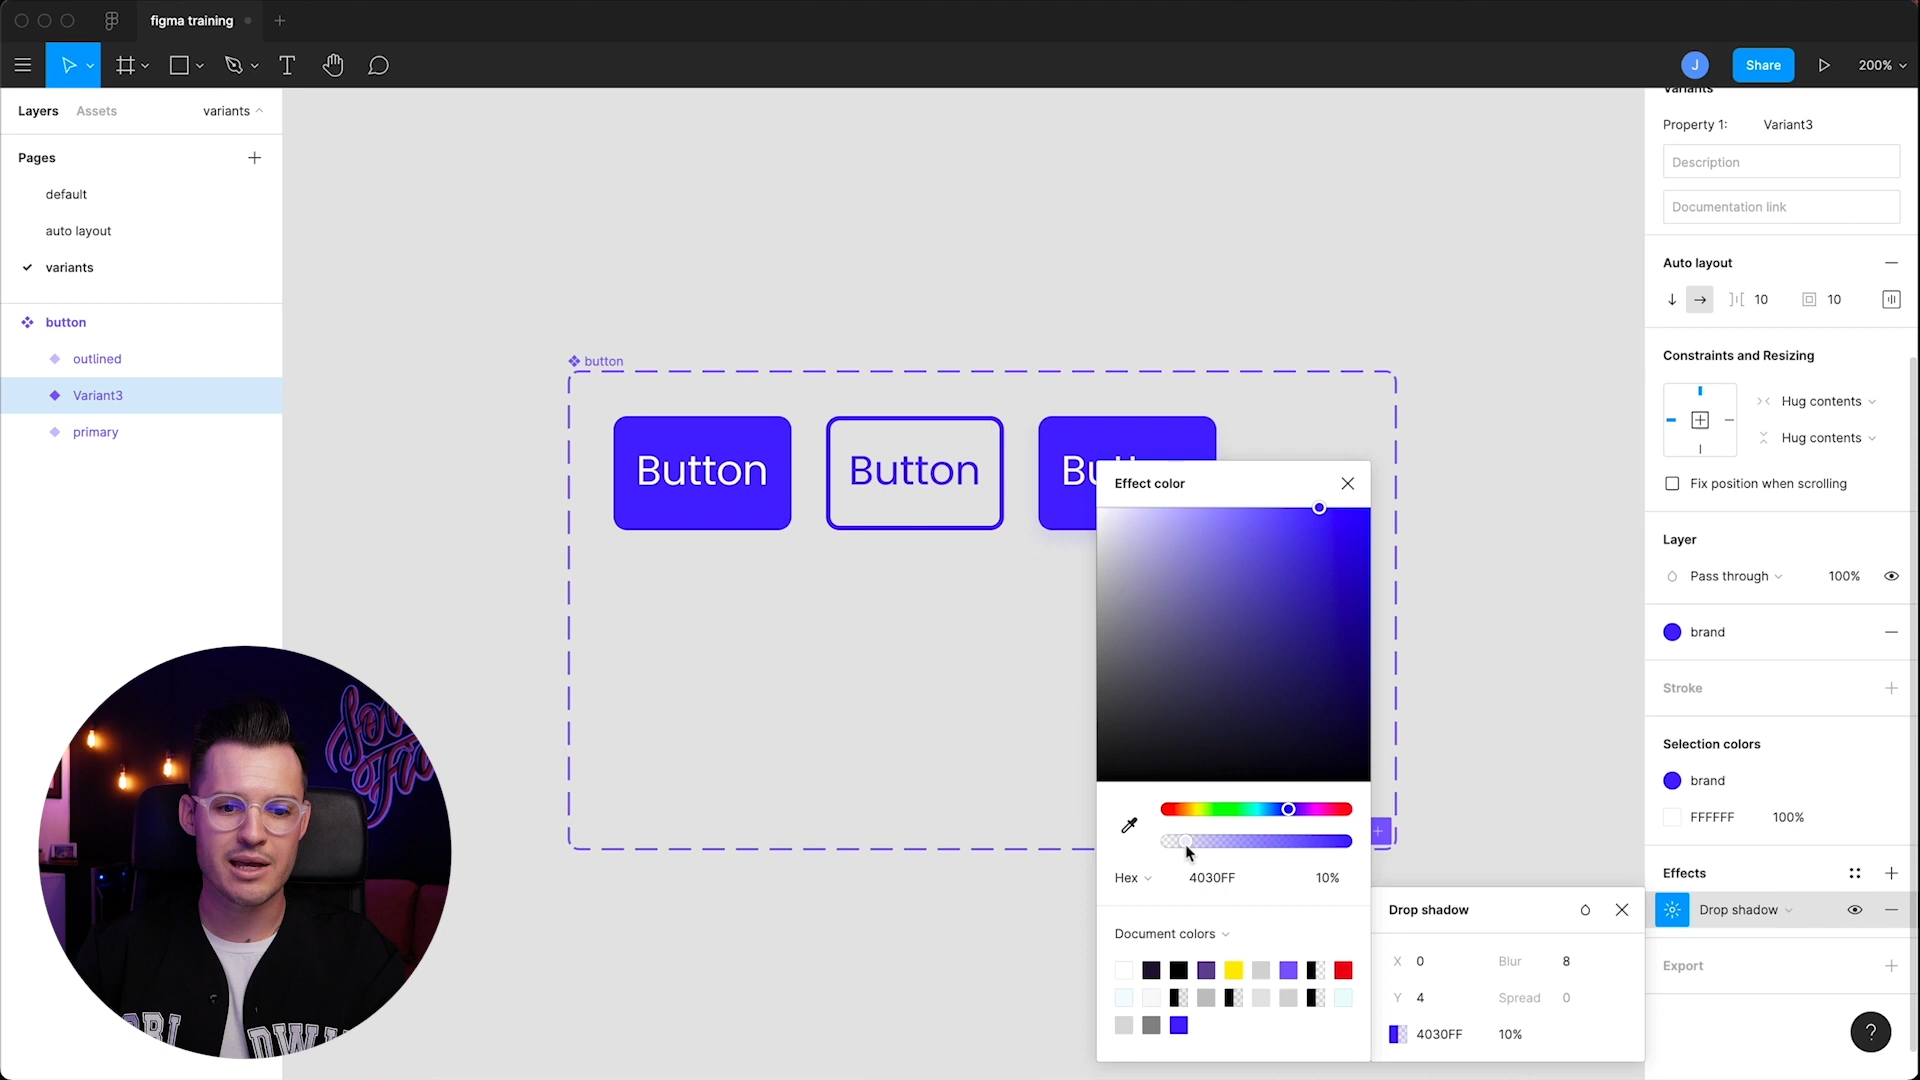 figma training
J
Share
200%
Layers
Assets
variants
Pages
default
auto layout
variants
button
outlined
Variant3
primary
button
Button
Button
Effect color
Hex
4030FF
10%
Document colors
Drop shadow
X
0
Blur
8
Y
4
Spread
0
4030FF
10%
Variants
Property 1:
Variant3
Description
Documentation link
Auto layout
10
10
Constraints and Resizing
Hug contents
Hug contents
Fix position when scrolling
Layer
Pass through
100%
brand
Stroke
Selection colors
brand
FFFFFF
100%
Effects
Drop shadow
Export
?